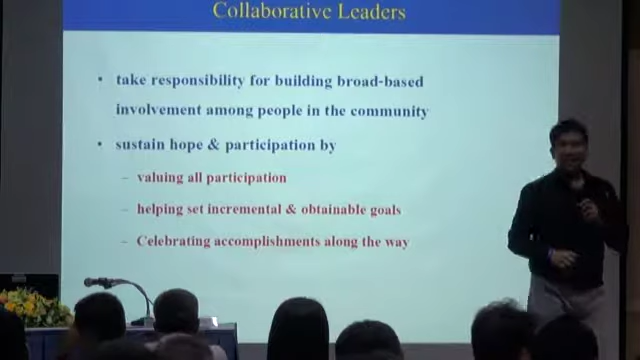 Collaborative Leaders
• take responsibility for building broad-based
involvement among people in the community
• sustain hope & participation by
– valuing all participation
– helping set incremental & obtainable goals
– Celebrating accomplishments along the way